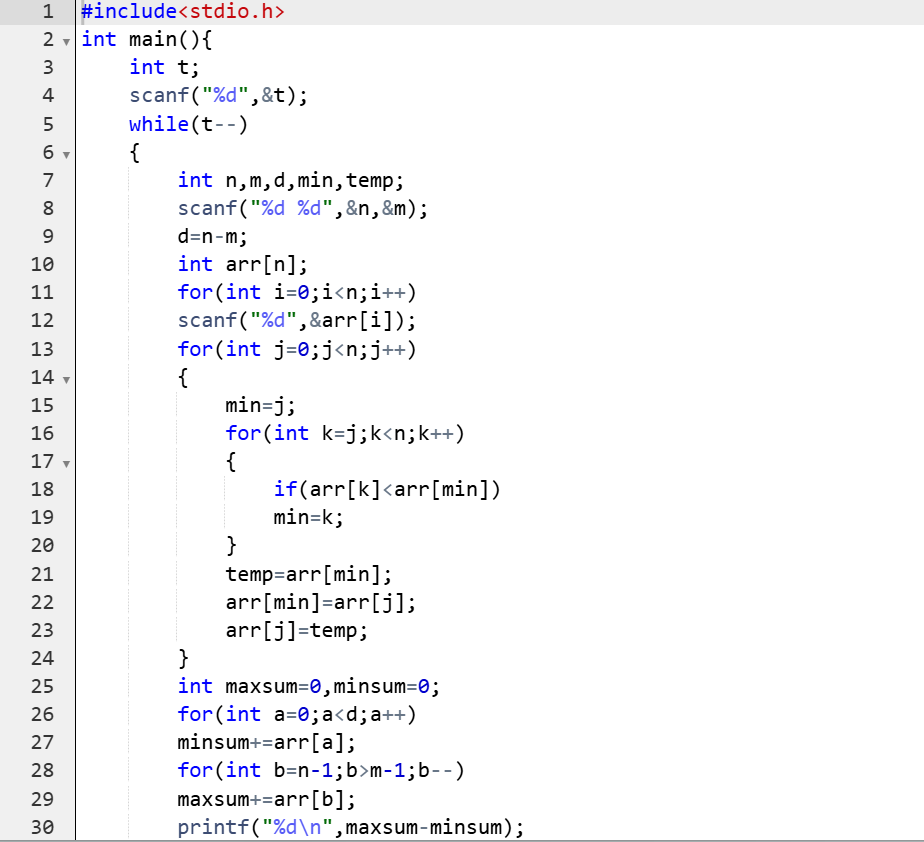 1 #include<stdio.h>
2 int main(){
3     int t;
4     scanf("%d",&t);
5     while(t--)
6     {
7         int n,m,d,min,temp;
8         scanf("%d %d",&n,&m);
9         d=n-m;
10         int arr[n];
11         for(int i=0;i<n;i++)
12         scanf("%d",&arr[i]);
13         for(int j=0;j<n;j++)
14         {
15             min=j;
16             for(int k=j;k<n;k++)
17             {
18                 if(arr[k]<arr[min])
19                 min=k;
20             }
21             temp=arr[min];
22             arr[min]=arr[j];
23             arr[j]=temp;
24         }
25         int maxsum=0,minsum=0;
26         for(int a=0;a<d;a++)
27         minsum+=arr[a];
28         for(int b=n-1;b>m-1;b--)
29         maxsum+=arr[b];
30         printf("%d\n",maxsum-minsum);